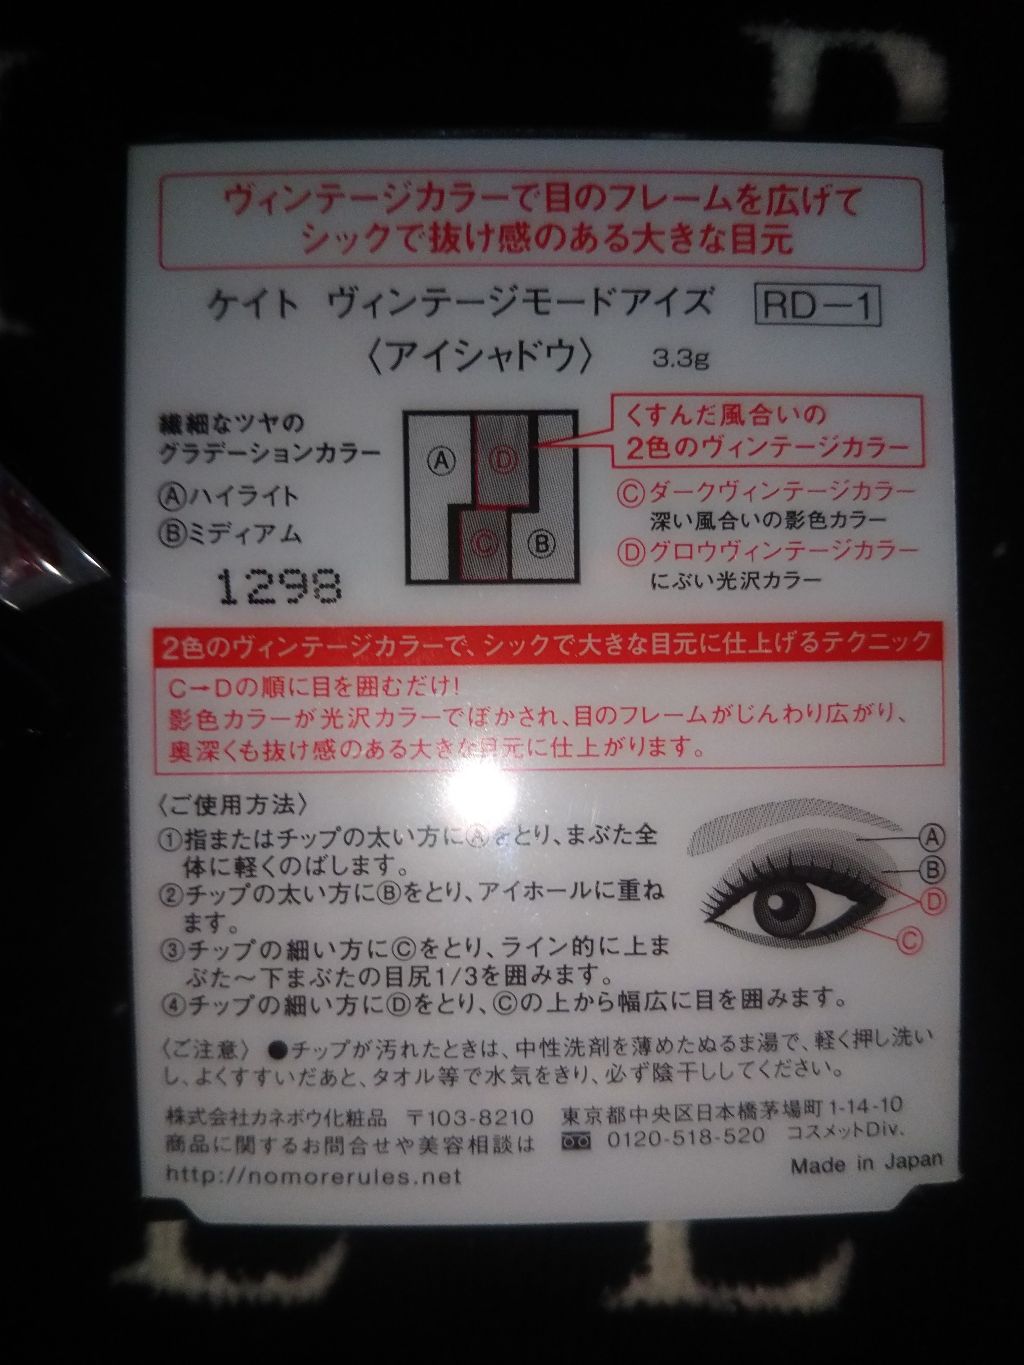 ヴィンテージカラーで目のフレームを広げて
シックで抜け感のある大きな目元
ケイト ヴィンテージモードアイズ RD-1
〈アイシャドウ〉 3.3g
繊細なツヤの
グラデーションカラー
Ⓐハイライト
Ⓑミディアム
1298
Ⓐ
Ⓓ
Ⓒ
Ⓑ
くすんだ風合いの
2色のヴィンテージカラー
Ⓒダークヴィンテージカラー
深い風合いの影色カラー
Ⓓグロウヴィンテージカラー
にぶい光沢カラー
2色のヴィンテージカラーで、シックで大きな目元に仕上げるテクニック
C→Dの順に目を囲むだけ!
影色カラーが光沢カラーでぼかされ、目のフレームがじんわり広がり、
奥深くも抜け感のある大きな目元に仕上がります。
〈ご使用方法〉
①指またはチップの太い方にⒶをとり、まぶた全
体に軽くのばします。
②チップの太い方にⒷをとり、アイホールに重ね
ます。
③チップの細い方にⒸをとり、ライン的に上ま
ぶた～下まぶたの目尻1/3を囲みます。
④チップの細い方にⒹをとり、Ⓒの上から幅広に目を囲みます。
Ⓐ
Ⓑ
Ⓓ
Ⓒ
〈ご注意〉 ●チップが汚れたときは、中性洗剤を薄めたぬるま湯で、軽く押し洗い
し、よくすすいだあと、タオル等で水気をきり、必ず陰干ししてください。
株式会社カネボウ化粧品 〒103-8210 東京都中央区日本橋茅場町1-14-10
商品に関するお問合せや美容相談は 0120-518-520 コスメットDiv.
http://nomorerules.net Made in Japan